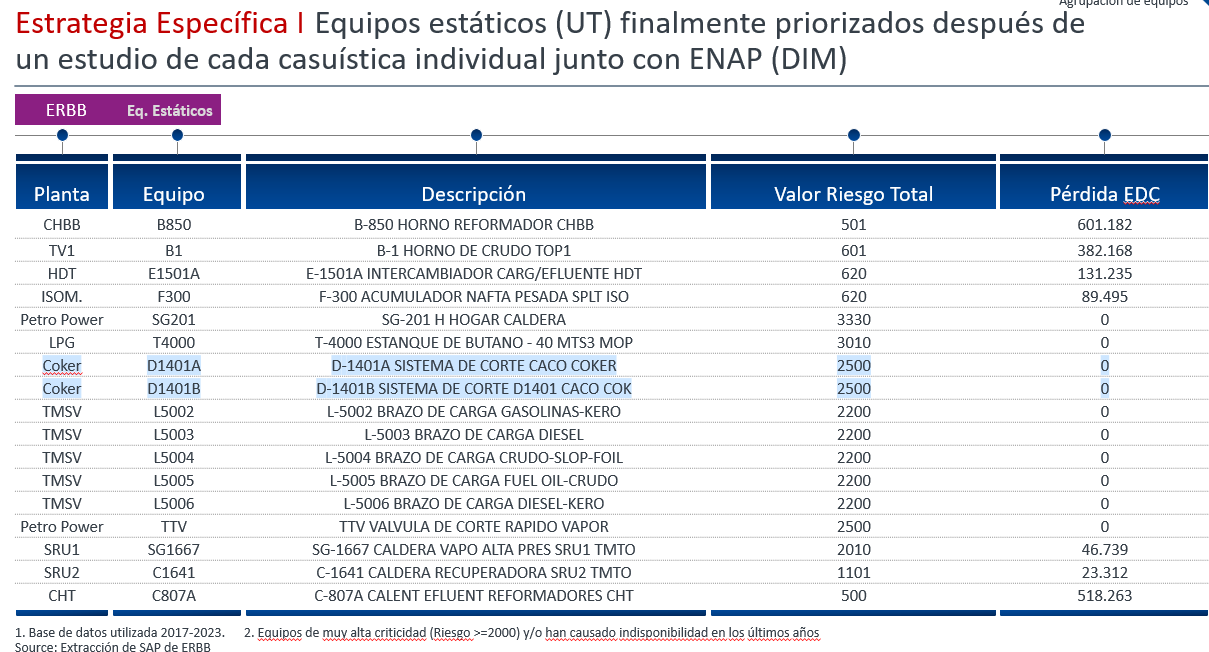 Agrupación de equipos
Estrategia Específica I Equipos estáticos (UT) finalmente priorizados después de
un estudio de cada casuística individual junto con ENAP (DIM)
ERBB Eq. Estáticos
Planta Equipo Descripción Valor Riesgo Total Pérdida EDC
CHBB B850 B-850 HORNO REFORMADOR CHBB 501 601.182
TV1 B1 B-1 HORNO DE CRUDO TOP1 601 382.168
HDT E1501A E-1501A INTERCAMBIADOR CARG/EFLUENTE HDT 620 131.235
ISOM. F300 F-300 ACUMULADOR NAFTA PESADA SPLT ISO 620 89.495
Petro Power SG201 SG-201 H HOGAR CALDERA 3330 0
LPG T4000 T-4000 ESTANQUE DE BUTANO - 40 MTS3 MOP 3010 0
Coker D1401A D-1401A SISTEMA DE CORTE CACO COKER 2500 0
Coker D1401B D-1401B SISTEMA DE CORTE D1401 CACO COK 2500 0
TMSV L5002 L-5002 BRAZO DE CARGA GASOLINAS-KERO 2200 0
TMSV L5003 L-5003 BRAZO DE CARGA DIESEL 2200 0
TMSV L5004 L-5004 BRAZO DE CARGA CRUDO-SLOP-FOIL 2200 0
TMSV L5005 L-5005 BRAZO DE CARGA FUEL OIL-CRUDO 2200 0
TMSV L5006 L-5006 BRAZO DE CARGA DIESEL-KERO 2200 0
Petro Power TTV TTV VALVULA DE CORTE RAPIDO VAPOR 2500 0
SRU1 SG1667 SG-1667 CALDERA VAPO ALTA PRES SRU1 TMTO 2010 46.739
SRU2 C1641 C-1641 CALDERA RECUPERADORA SRU2 TMTO 1101 23.312
CHT C807A C-807A CALENT EFLUENT REFORMADORES CHT 500 518.263
1. Base de datos utilizada 2017-2023. 2. Equipos de muy alta criticidad (Riesgo >=2000) y/o han causado indisponibilidad en los últimos años
Source: Extracción de SAP de ERBB